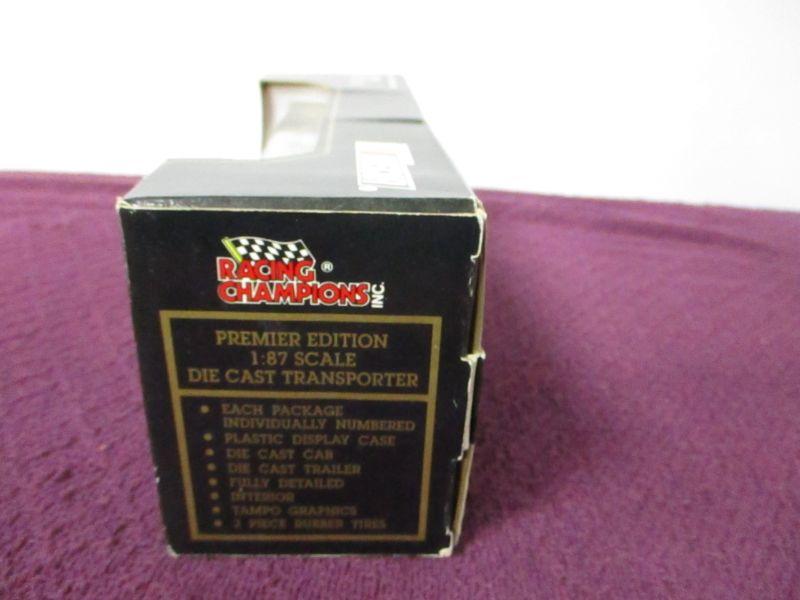 RACING ®
CHAMPIONS INC.
PREMIER EDITION
1:87 SCALE
DIE CAST TRANSPORTER
• EACH PACKAGE
INDIVIDUALLY NUMBERED
• PLASTIC DISPLAY CASE
• DIE CAST CAB
• DIE CAST TRAILER
• FULLY DETAILED
• INTERIOR
• TAMPO GRAPHICS
• 2 PIECE RUBBER TIRES